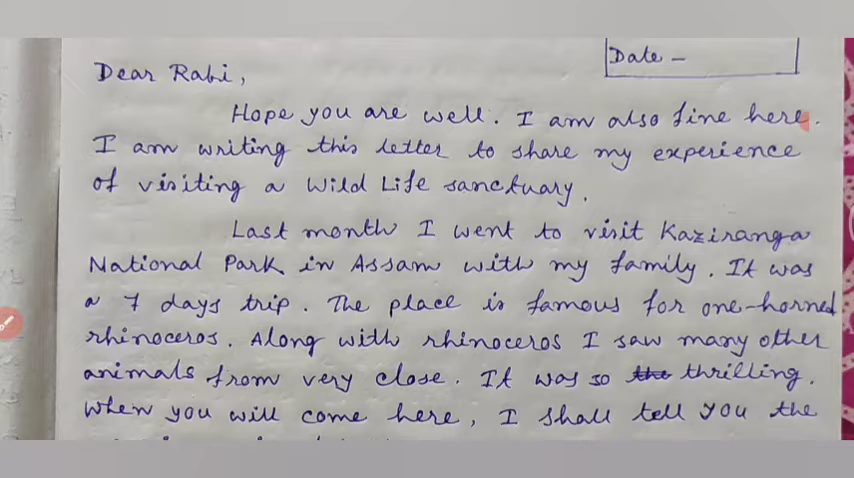 Date -
Dear Rabi,
Hope you are well. I am also fine here.
I am writing this letter to share my experience
of visiting a Wild Life sanctuary.
Last month I went to visit Kaziranga
National Park in Assam with my family. It was
a 7 days trip. The place is famous for one-horned
rhinoceros. Along with rhinoceros I saw many other
animals from very close. It was so the thrilling.
When you will come here, I shall tell you the